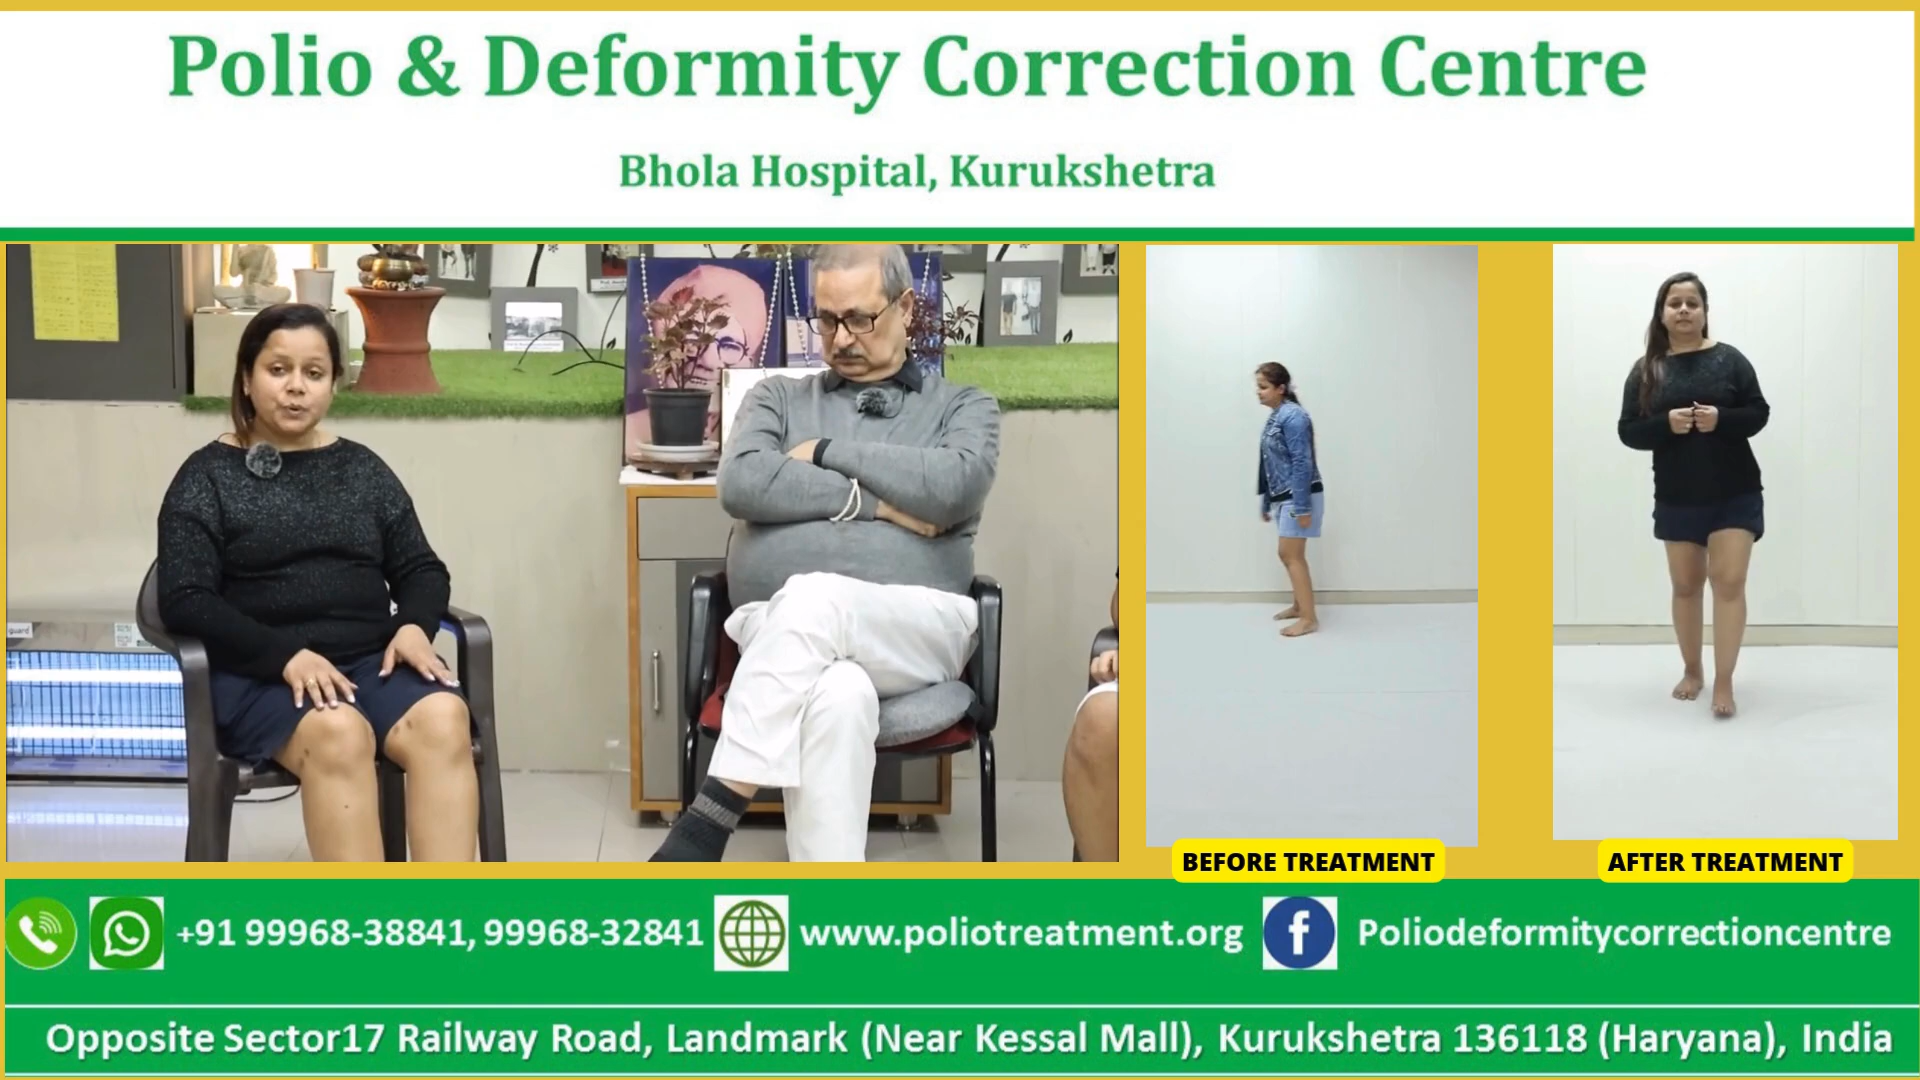 Polio & Deformity Correction Centre
Bhola Hospital, Kurukshetra
guard
BEFORE TREATMENT
AFTER TREATMENT
+91 99968-38841, 99968-32841
www.poliotreatment.org
Poliodeformitycorrectioncentre
Opposite Sector17 Railway Road, Landmark (Near Kessal Mall), Kurukshetra 136118 (Haryana), India